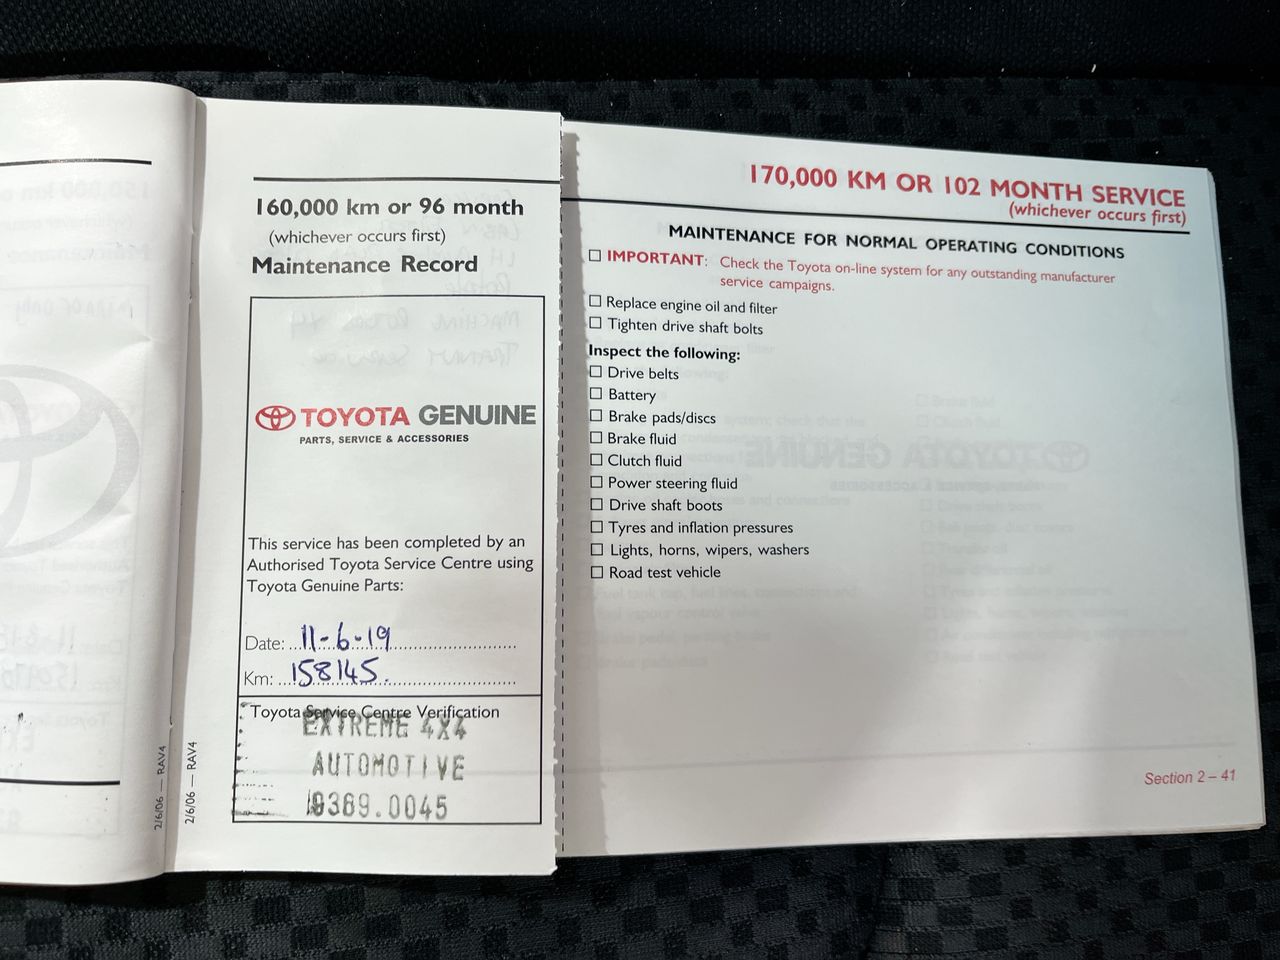 160,000 km or 96 month
(whichever occurs first)
Maintenance Record
TOYOTA GENUINE
PARTS, SERVICE & ACCESSORIES
This service has been completed by an
Authorised Toyota Service Centre using
Toyota Genuine Parts:
Date: 11-6-19
Km: 158145.
Toyota Service Centre Verification
EXTREME 4X4
AUTOMOTIVE
9369.0045
2/6/06 — RAV4
2/6/06 — RAV4
170,000 KM OR 102 MONTH SERVICE
(whichever occurs first)
MAINTENANCE FOR NORMAL OPERATING CONDITIONS
IMPORTANT: Check the Toyota on-line system for any outstanding manufacturer
service campaigns.
Replace engine oil and filter
Tighten drive shaft bolts
Inspect the following:
Drive belts
Battery
Brake pads/discs
Brake fluid
Clutch fluid
Power steering fluid
Drive shaft boots
Tyres and inflation pressures
Lights, horns, wipers, washers
Road test vehicle
Section 2 – 41